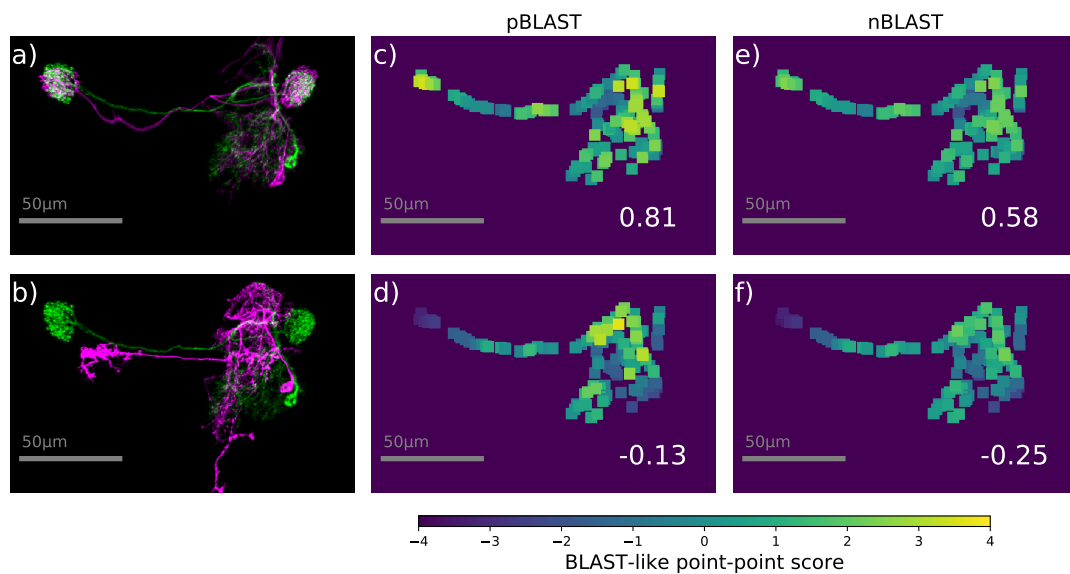 pBLAST nBLAST
a) c) e)
50μm 50μm 50μm
0.81 0.58
b) d) f)
50μm 50μm 50μm
-0.13 -0.25
−4 −3 −2 −1 0 1 2 3 4
BLAST-like point-point score